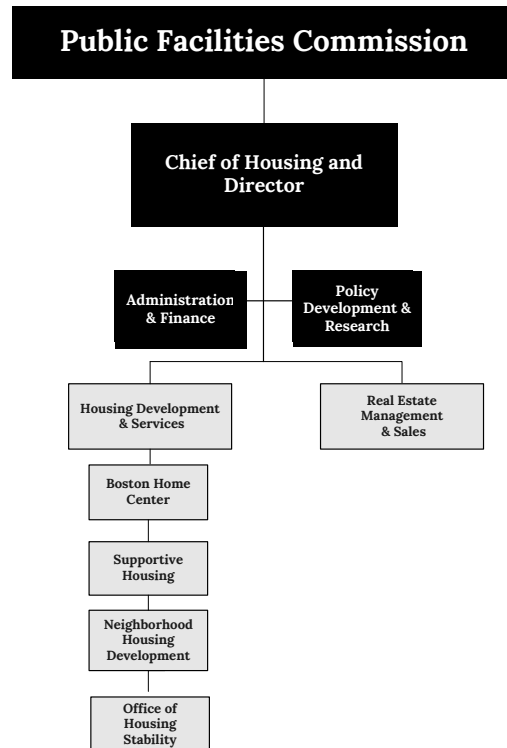 Public Facilities Commission
Chief of Housing and
Director
Administration
& Finance
Policy
Development &
Research
Housing Development
& Services
Real Estate
Management
& Sales
Boston Home
Center
Supportive
Housing
Neighborhood
Housing
Development
Office of
Housing
Stability